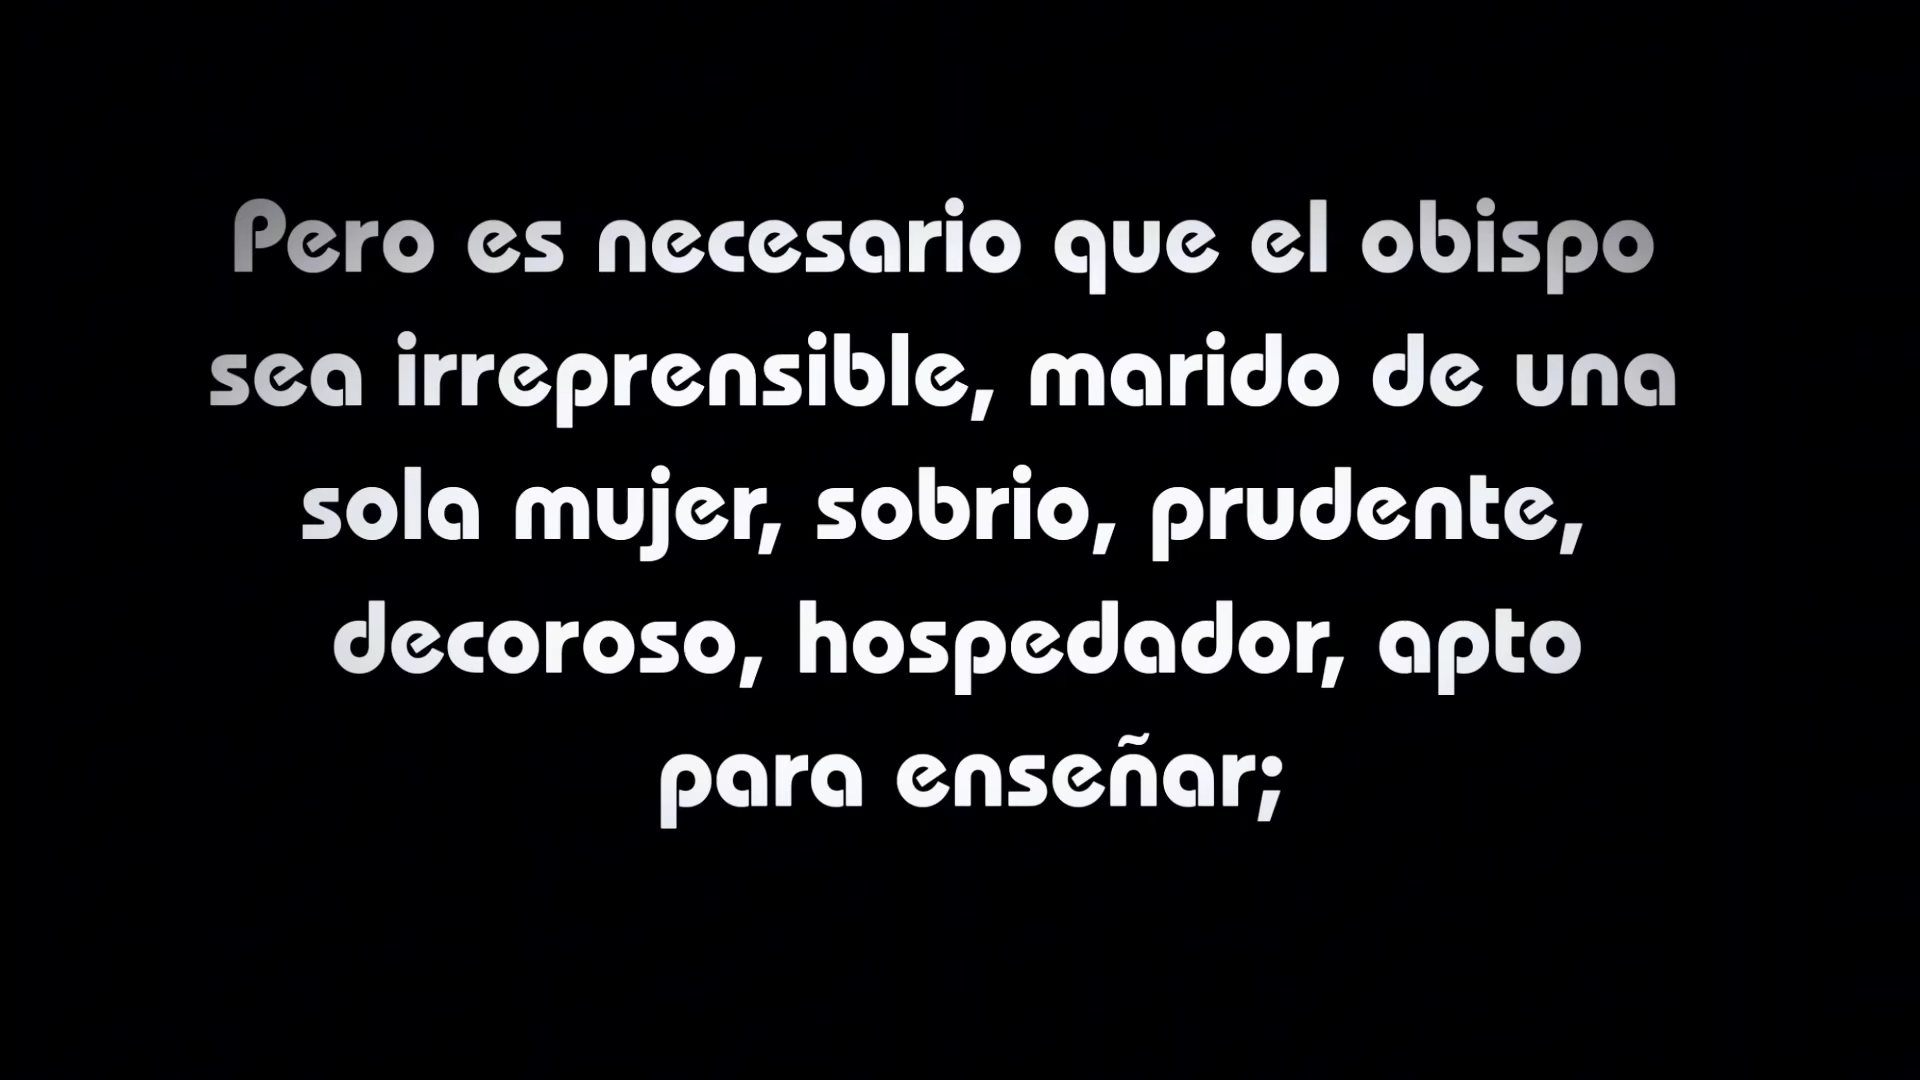 Pero es necesario que el obispo
sea irreprensible, marido de una
sola mujer, sobrio, prudente,
decoroso, hospedador, apto
para enseñar;